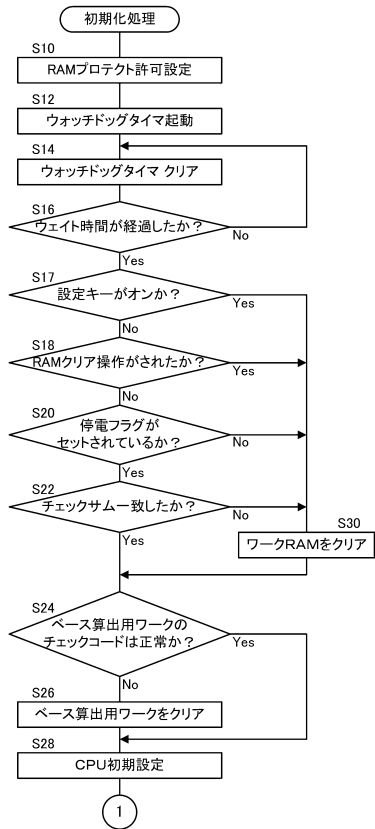 初期化処理
S10
RAMプロテクト許可設定
S12
ウォッチドッグタイマ起動
S14
ウォッチドッグタイマ クリア
S16
ウェイト時間が経過したか？
No
Yes
S17
設定キーがオンか？
Yes
No
S18
RAMクリア操作がされたか？
Yes
No
S20
停電フラグが
セットされているか？
No
Yes
S22
チェックサム一致したか？
No
Yes
S30
ワークRAMをクリア
S24
ベース算出用ワークの
チェックコードは正常か？
Yes
No
S26
ベース算出用ワークをクリア
S28
CPU初期設定
1